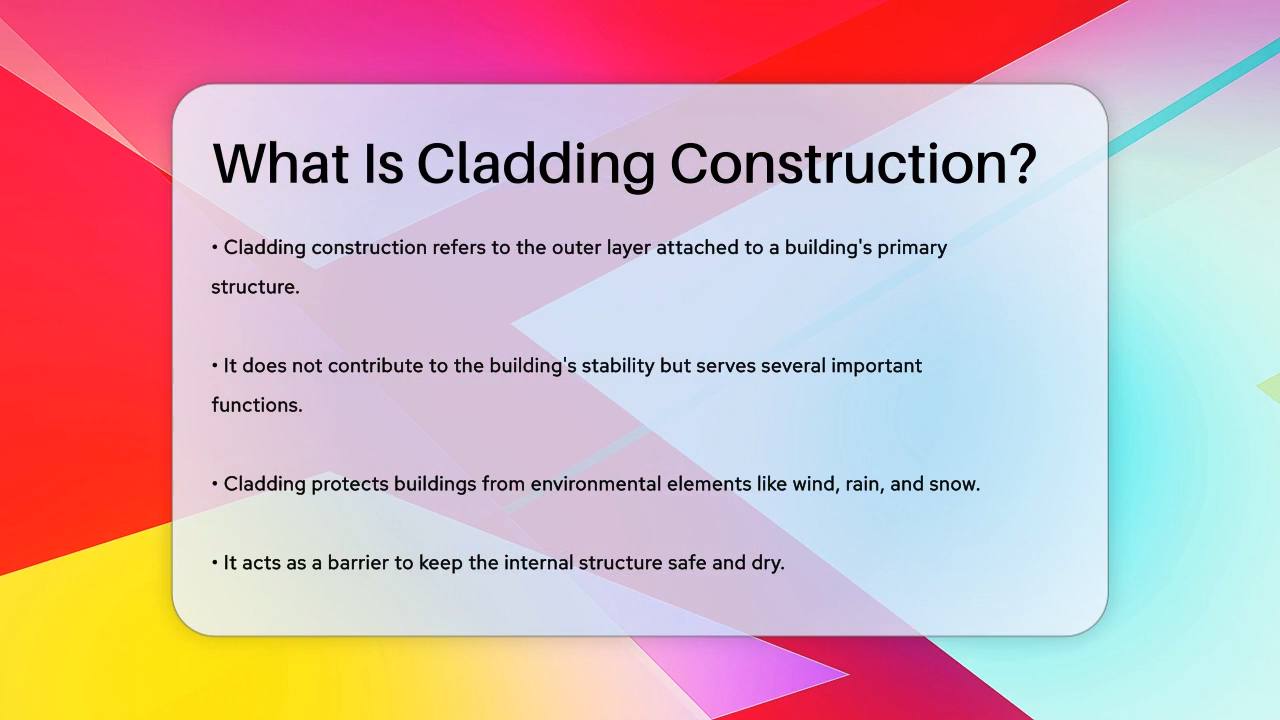 What Is Cladding Construction?
• Cladding construction refers to the outer layer attached to a building's primary
structure.
• It does not contribute to the building's stability but serves several important
functions.
• Cladding protects buildings from environmental elements like wind, rain, and snow.
• It acts as a barrier to keep the internal structure safe and dry.